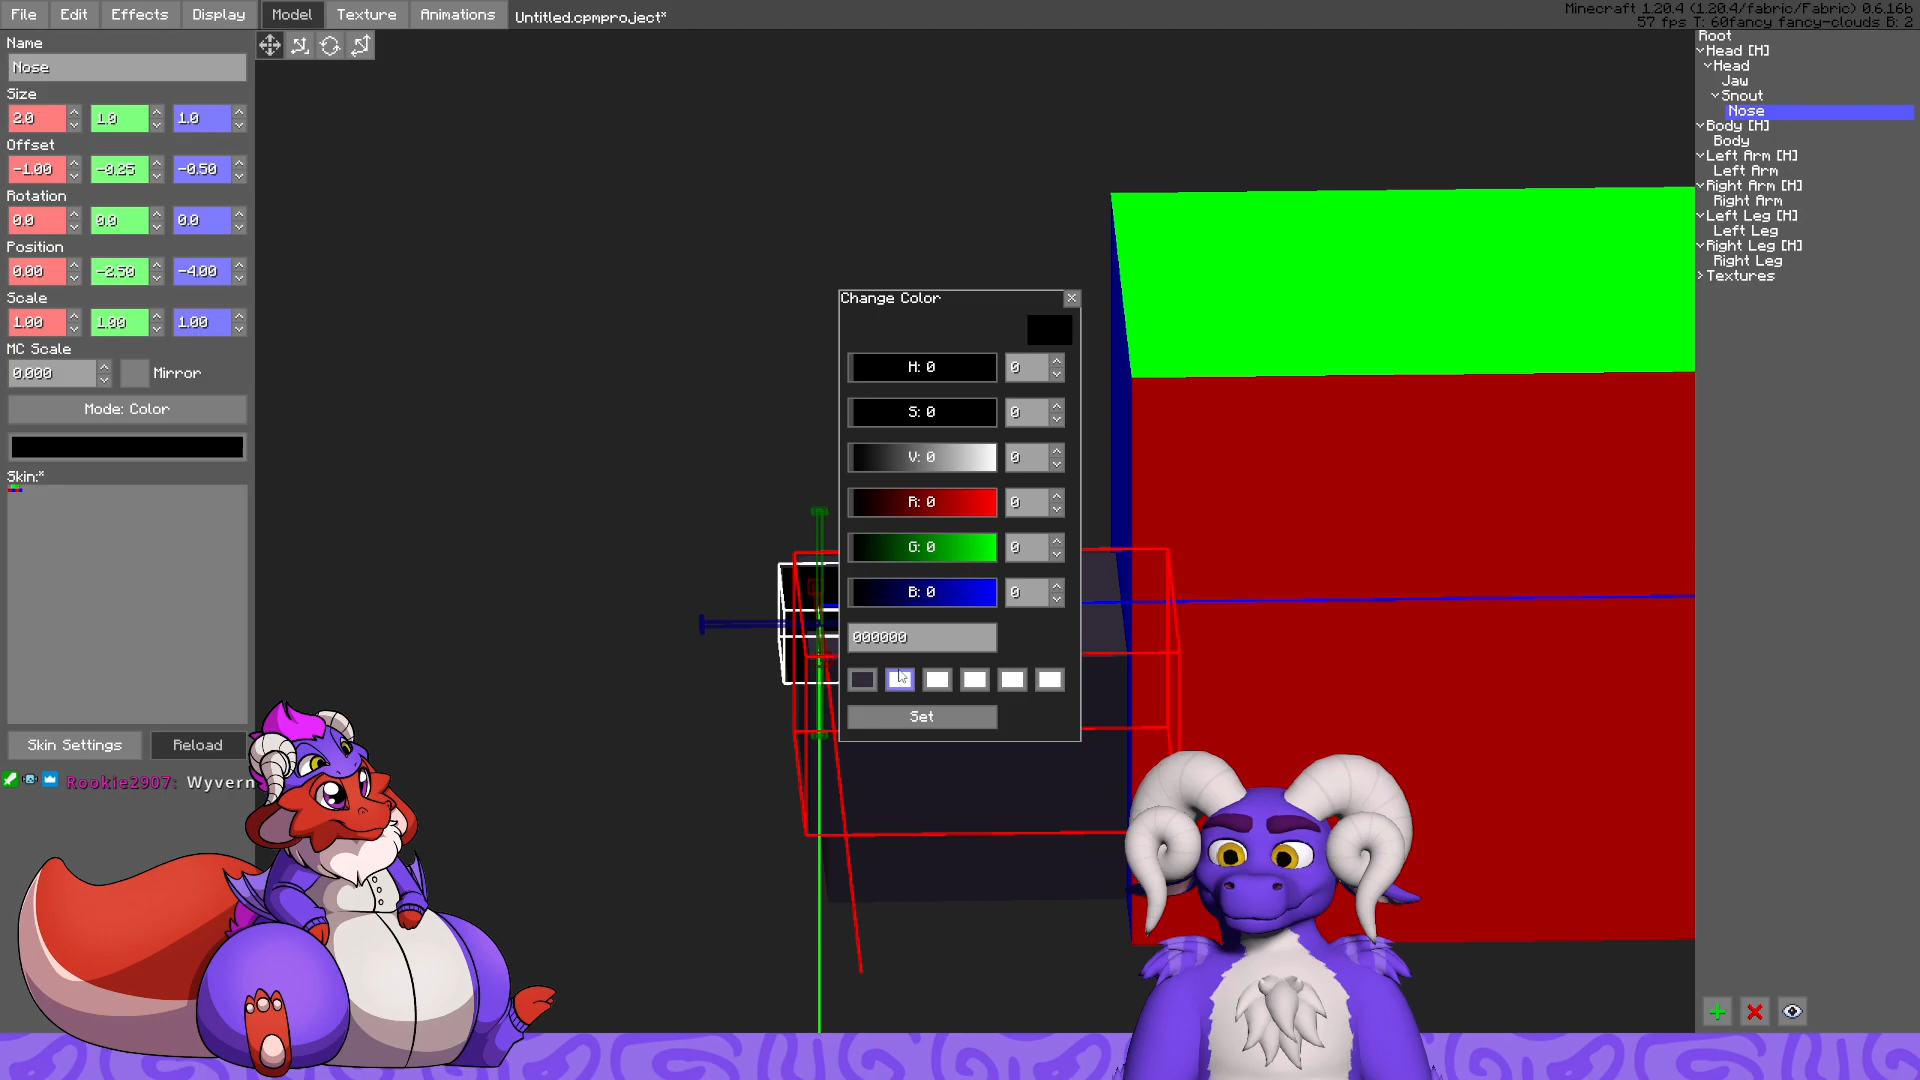 File Edit Effects Display Model Texture Animations Untitled.cpmproject*
Minecraft 1.20.4 (1.20.4/fabric/Fabric) 0.6.16b
57 fps T: 60fancy fancy-clouds B: 2
Name
Nose
Size
2.0 1.0 1.0
Offset
-1.00 -0.25 -0.50
Rotation
0.0 0.0 0.0
Position
0.00 -2.50 -4.00
Scale
1.00 1.00 1.00
MC Scale
0.000 Mirror
Mode: Color
Skin:*
Skin Settings Reload
Rookie2907: Wyvern
Change Color
H: 0 0
S: 0 0
V: 0 0
R: 0 0
G: 0 0
B: 0 0
000000
Set
Root
Head [H]
Head
Jaw
Snout
Nose
Body [H]
Body
Left Arm [H]
Left Arm
Right Arm [H]
Right Arm
Left Leg [H]
Left Leg
Right Leg [H]
Right Leg
Textures